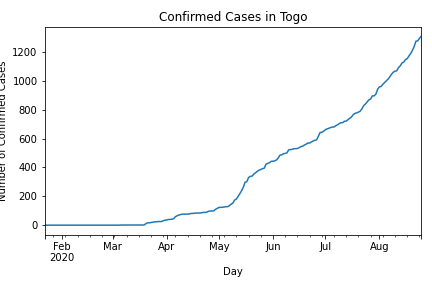 Confirmed Cases in Togo
Number of Confirmed Cases
1200
1000
800
600
400
200
0
Feb Mar Apr May Jun Jul Aug
2020
Day